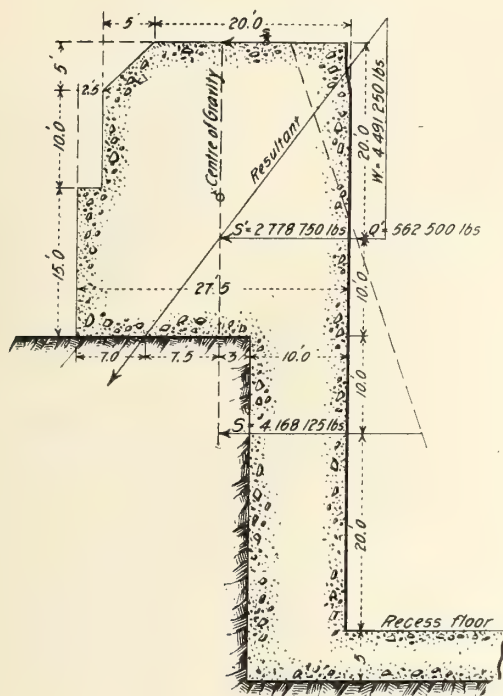 5'
20'.0
s
5'
2'.5
10'.0
15'.0
Centre of Gravity
Resultant
20'.0
W = 4 491 250 lbs
S' = 2 778 750 lbs
Q' = 562 500 lbs
27'.5
10'.0
7'.0
7'.5
3'
10'.0
10'.0
S = 4 168 125 lbs
20'.0
Recess floor
5